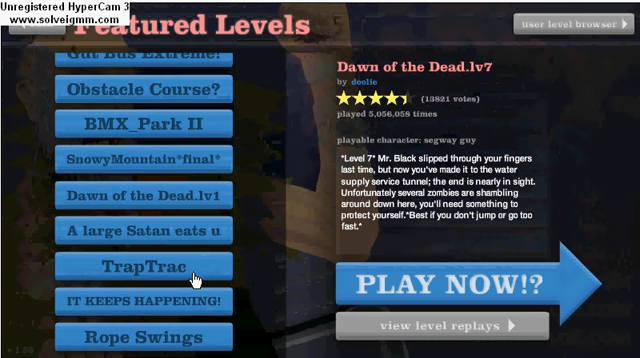 Unregistered HyperCam 3
www.solveigmm.com
Featured Levels
user level browser
Gut Bus Extreme!
Obstacle Course?
BMX_Park II
SnowyMountain*final*
Dawn of the Dead.lv1
A large Satan eats u
TrapTrac
IT KEEPS HAPPENING!
Rope Swings
Dawn of the Dead.lv7
by doolie
(13821 votes)
played 5,056,058 times
playable character: segway guy
*Level 7* Mr. Black slipped through your fingers
last time, but now you've made it to the water
supply service tunnel; the end is nearly in sight.
Unfortunately several zombies are shambling
around down here, you'll need something to
protect yourself.*Best if you don't jump or go too
fast.*
PLAY NOW!?
view level replays